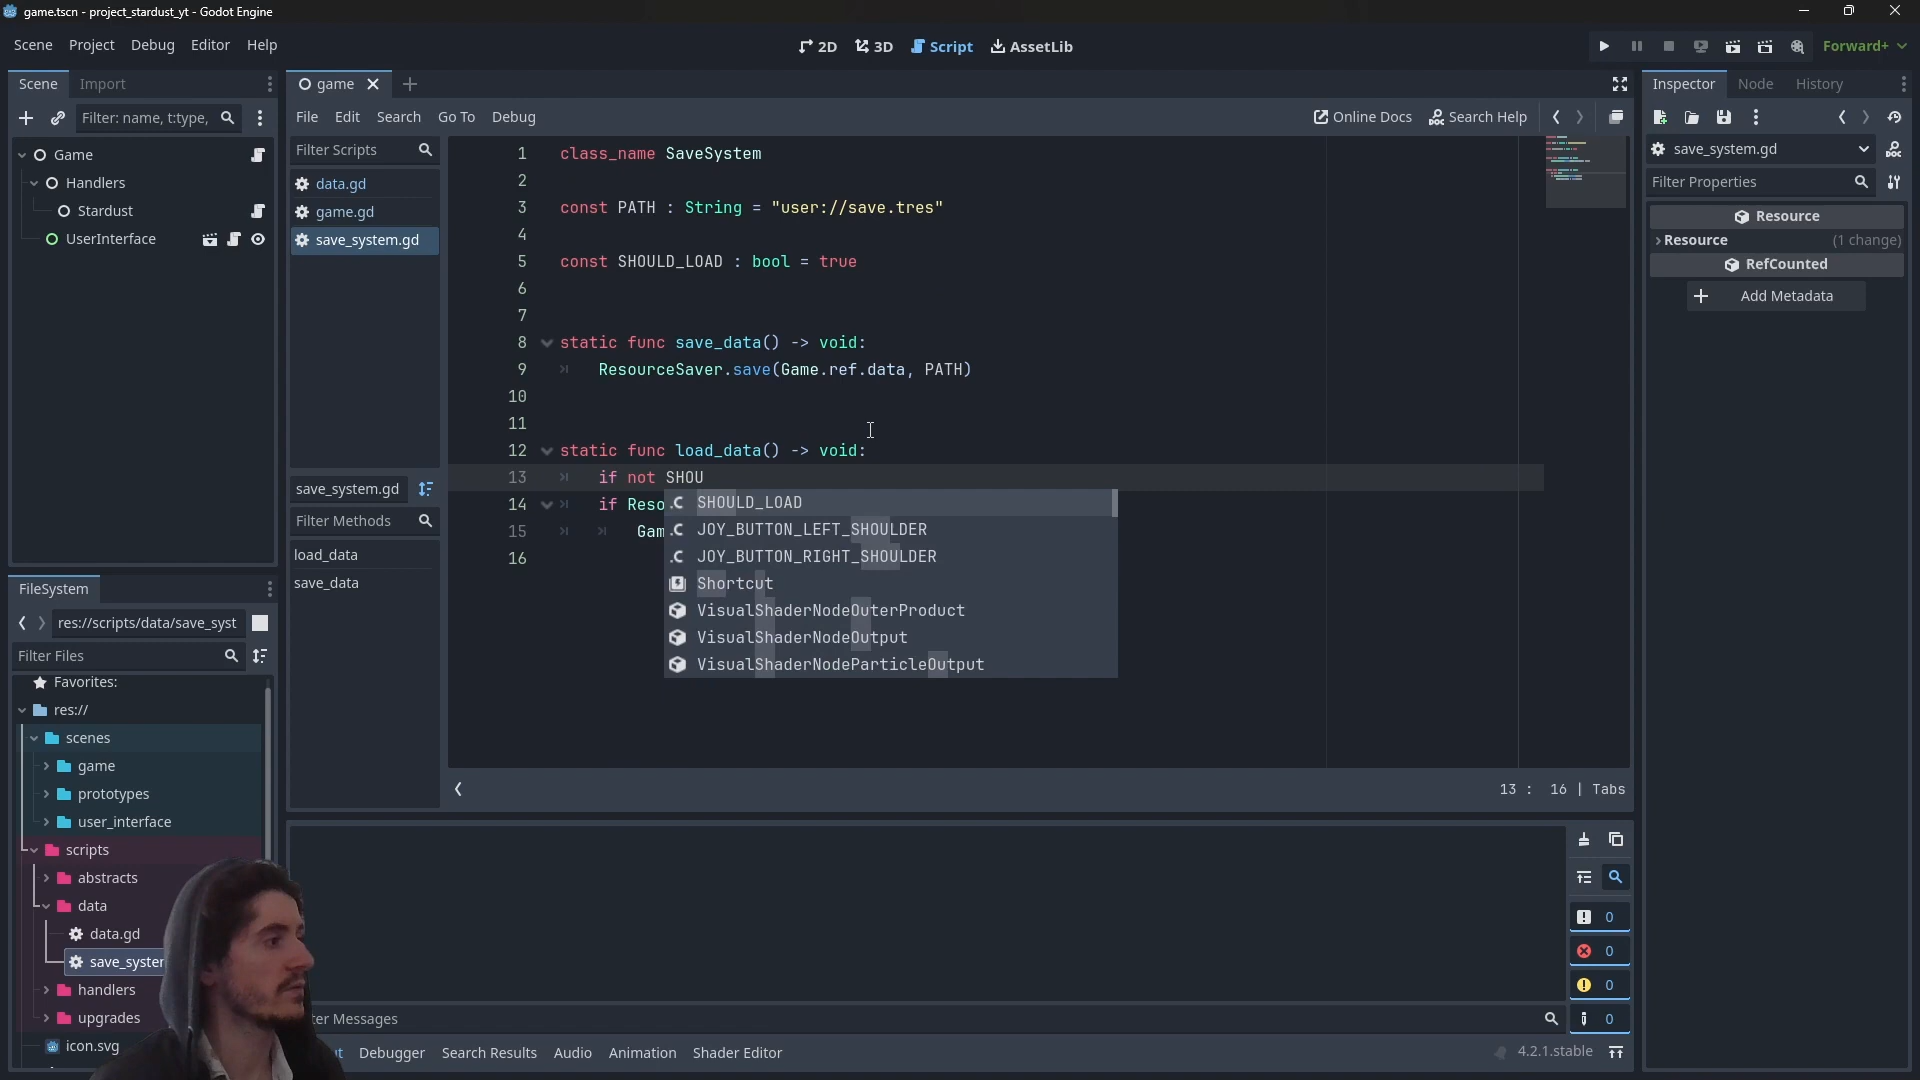 game.tscn - project_stardust_yt - Godot Engine
Scene Project Debug Editor Help
2D 3D Script AssetLib
Forward+
Scene Import
Filter: name, t:type,
Game
Handlers
Stardust
UserInterface
game
File Edit Search Go To Debug
Online Docs Search Help
Filter Scripts
data.gd
game.gd
save_system.gd
save_system.gd
Filter Methods
load_data
save_data
1 class_name SaveSystem
2
3 const PATH : String = "user://save.tres"
4
5 const SHOULD_LOAD : bool = true
6
7
8 static func save_data() -> void:
9 ResourceSaver.save(Game.ref.data, PATH)
10
11
12 static func load_data() -> void:
13 if not SHOU
14 if Reso
15 Gam
16
SHOULD_LOAD
JOY_BUTTON_LEFT_SHOULDER
JOY_BUTTON_RIGHT_SHOULDER
Shortcut
VisualShaderNodeOuterProduct
VisualShaderNodeOutput
VisualShaderNodeParticleOutput
13 : 16 | Tabs
Inspector Node History
save_system.gd
Filter Properties
Resource
Resource (1 change)
RefCounted
Add Metadata
FileSystem
res://scripts/data/save_syst
Filter Files
Favorites:
res://
scenes
game
prototypes
user_interface
scripts
abstracts
data
data.gd
save_syster
handlers
upgrades
icon.svg
0
0
0
0
er Messages
Debugger Search Results Audio Animation Shader Editor
4.2.1.stable